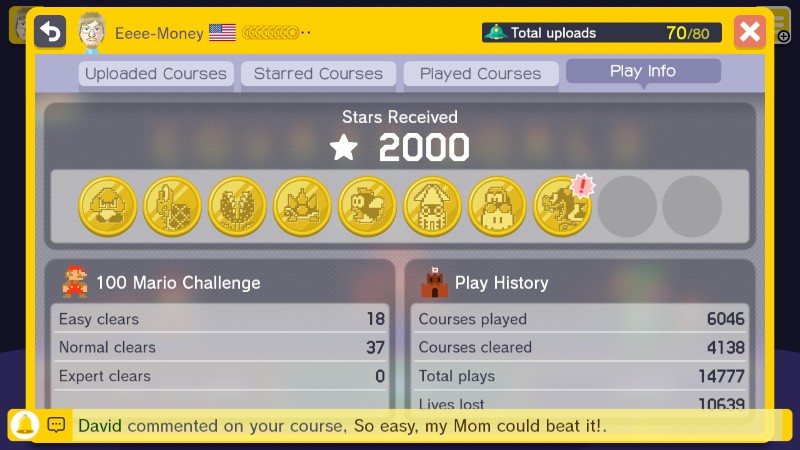 Eeee-Money
Total uploads 70/80
Uploaded Courses
Starred Courses
Played Courses
Play Info
Stars Received
2000
!
100 Mario Challenge
Easy clears 18
Normal clears 37
Expert clears 0
Play History
Courses played 6046
Courses cleared 4138
Total plays 14777
Lives lost 10639
David commented on your course, So easy, my Mom could beat it!.